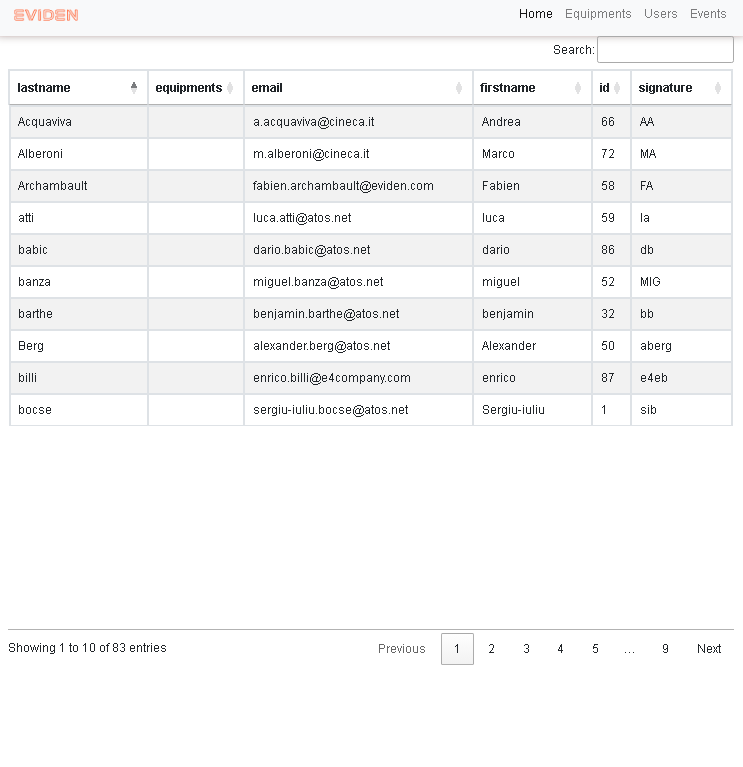 EVIDEN Home Equipments Users Events
Search:
lastname equipments email firstname id signature
Acquaviva a.acquaviva@cineca.it Andrea 66 AA
Alberoni m.alberoni@cineca.it Marco 72 MA
Archambault fabien.archambault@eviden.com Fabien 58 FA
atti luca.atti@atos.net luca 59 la
babic dario.babic@atos.net dario 86 db
banza miguel.banza@atos.net miguel 52 MIG
barthe benjamin.barthe@atos.net benjamin 32 bb
Berg alexander.berg@atos.net Alexander 50 aberg
billi enrico.billi@e4company.com enrico 87 e4eb
bocse sergiu-iuliu.bocse@atos.net Sergiu-iuliu 1 sib
Showing 1 to 10 of 83 entries Previous 1 2 3 4 5 … 9 Next